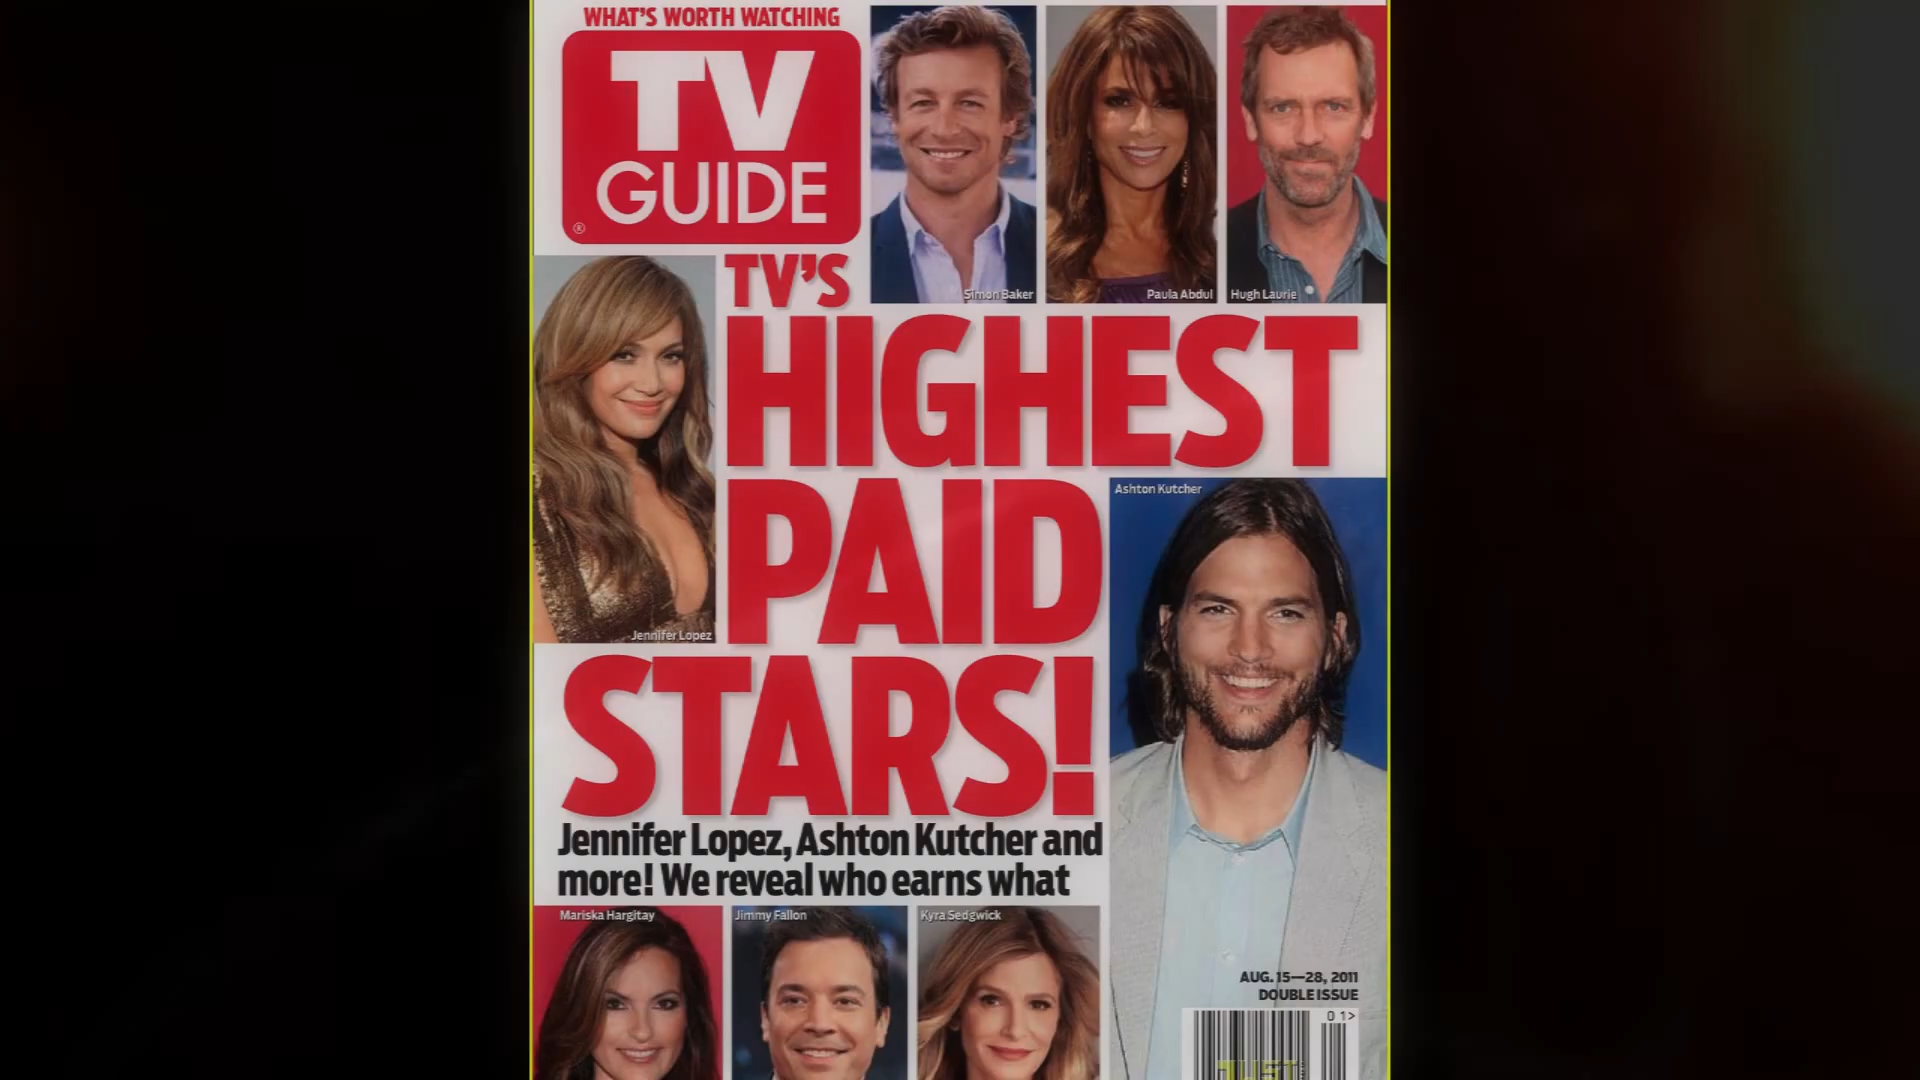 WHAT'S WORTH WATCHING
TV
GUIDE
®
Simon Baker
Paula Abdul
Hugh Laurie
TV'S
HIGHEST
PAID
STARS!
Jennifer Lopez
Ashton Kutcher
Jennifer Lopez, Ashton Kutcher and
more! We reveal who earns what
Mariska Hargitay
Jimmy Fallon
Kyra Sedgwick
AUG. 15—28, 2011
DOUBLE ISSUE
0 1>